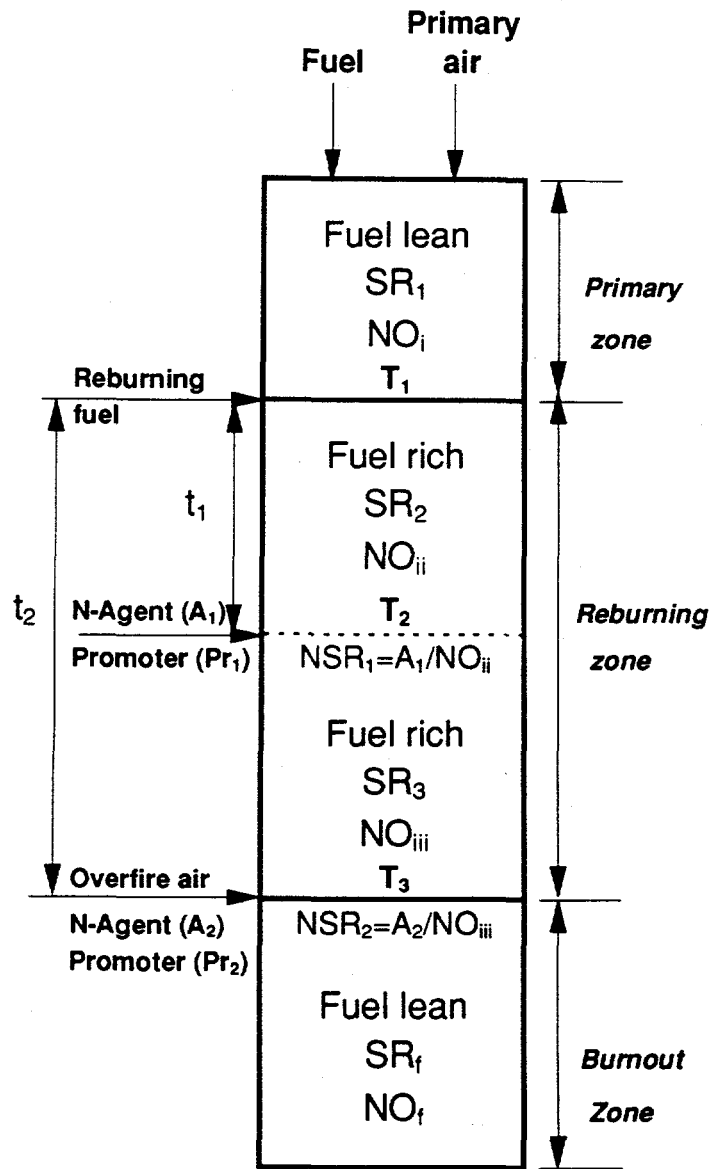 Primary
Fuel air
Fuel lean
SR₁
NOᵢ
T₁
Primary
zone
Reburning
fuel
Fuel rich
SR₂
NOᵢᵢ
T₂
t₁
t₂
N-Agent (A₁)
Promoter (Pr₁)
NSR₁=A₁/NOᵢᵢ
Reburning
zone
Fuel rich
SR₃
NOᵢᵢᵢ
T₃
Overfire air
N-Agent (A₂)
Promoter (Pr₂)
NSR₂=A₂/NOᵢᵢᵢ
Fuel lean
SR_f
NO_f
Burnout
Zone